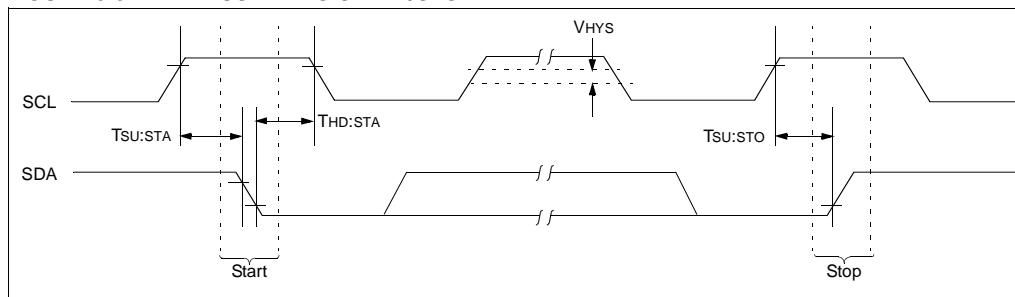 VHYS
SCL
TSU:STA
THD:STA
TSU:STO
SDA
Start
Stop